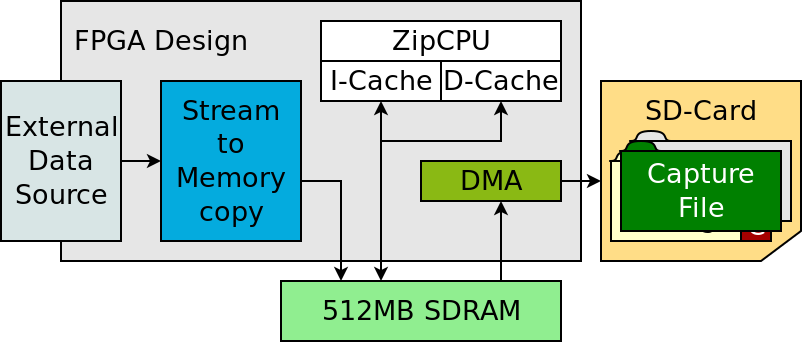 FPGA Design
ZipCPU
I-Cache
D-Cache
External
Data
Source
Stream
to
Memory
copy
DMA
SD-Card
Capture
File
512MB SDRAM